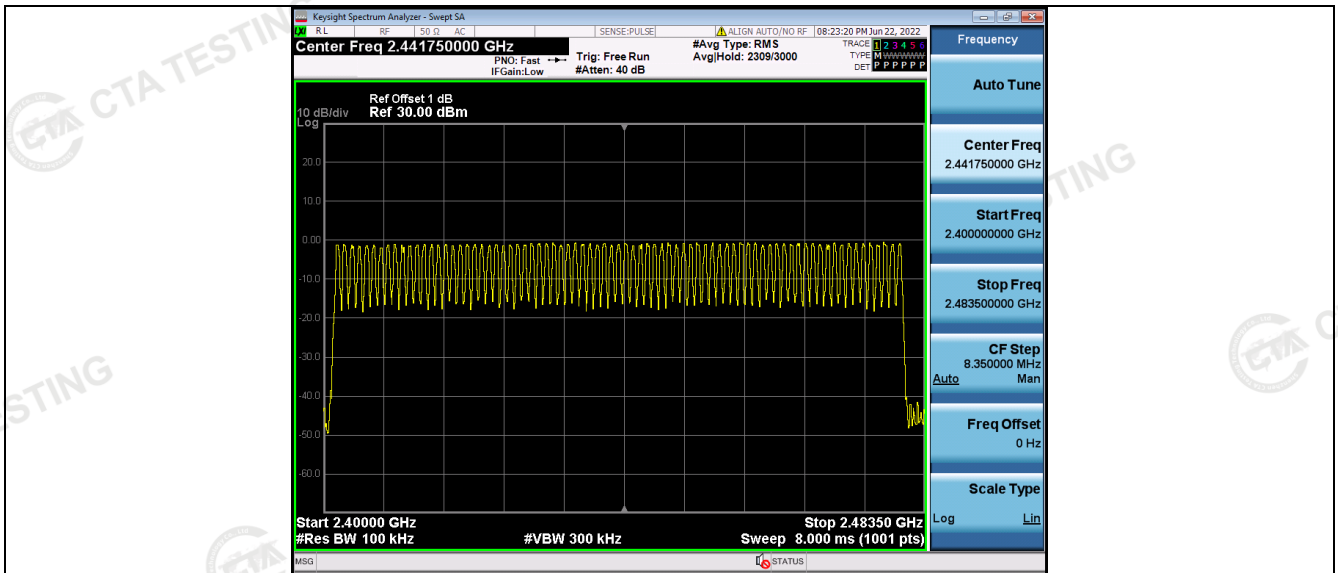 Keysight Spectrum Analyzer - Swept SA
LXI RL RF 50 Ω AC SENSE:PULSE ALIGN AUTO/NO RF 08:23:20 PM Jun 22, 2022
Center Freq 2.441750000 GHz
PNO: Fast
IFGain:Low
Trig: Free Run
#Atten: 40 dB
#Avg Type: RMS
Avg|Hold: 2309/3000
TRACE 1 2 3 4 5 6
TYPE M WWWWW
DET P P P P P P
Frequency
Auto Tune
Center Freq
2.441750000 GHz
Start Freq
2.400000000 GHz
Stop Freq
2.483500000 GHz
CF Step
8.350000 MHz
Auto Man
Freq Offset
0 Hz
Scale Type
Log Lin
Ref Offset 1 dB
10 dB/div Ref 30.00 dBm
Log
20.0
10.0
0.00
-10.0
-20.0
-30.0
-40.0
-50.0
-60.0
Start 2.40000 GHz Stop 2.48350 GHz
#Res BW 100 kHz #VBW 300 kHz Sweep 8.000 ms (1001 pts)
MSG STATUS
CTA TESTING
CTA
TING
ESTING
CTA